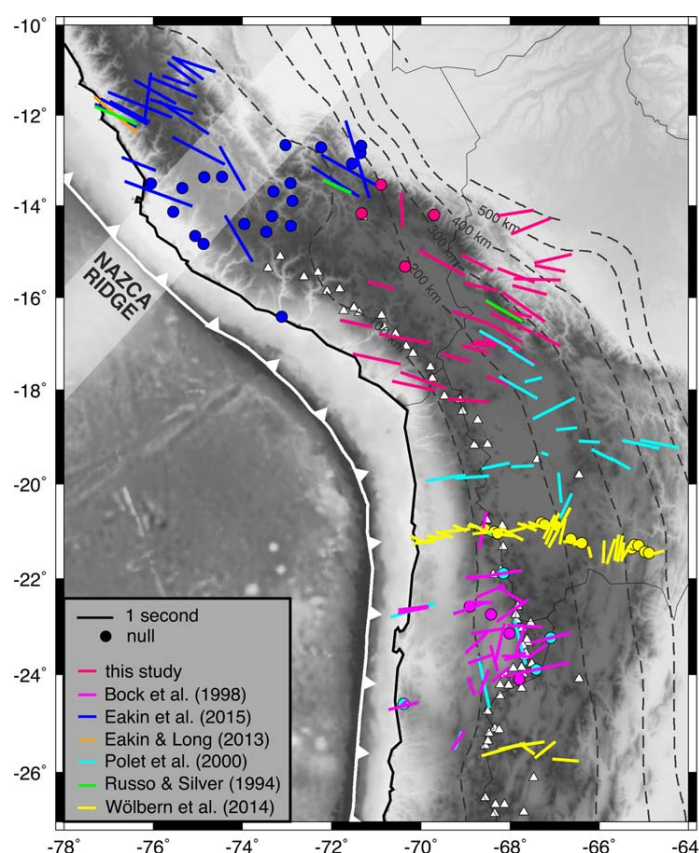 -10°
-12°
-14°
-16°
-18°
-20°
-22°
-24°
-26°
NAZCA
RIDGE
500 km
400 km
300 km
200 km
1 second
null
this study
Bock et al. (1998)
Eakin et al. (2015)
Eakin & Long (2013)
Polet et al. (2000)
Russo & Silver (1994)
Wölbern et al. (2014)
-78° -76° -74° -72° -70° -68° -66° -64°